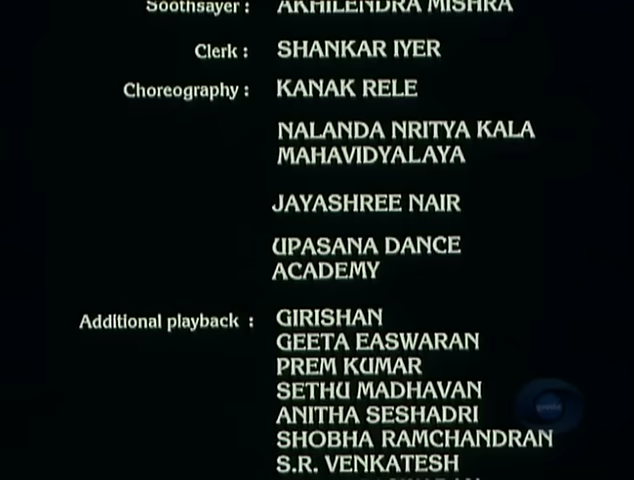 Soothsayer : AKHILENDRA MISHRA
Clerk : SHANKAR IYER
Choreography : KANAK RELE
NALANDA NRITYA KALA
MAHAVIDYALAYA
JAYASHREE NAIR
UPASANA DANCE
ACADEMY
Additional playback : GIRISHAN
GEETA EASWARAN
PREM KUMAR
SETHU MADHAVAN
ANITHA SESHADRI
SHOBHA RAMCHANDRAN
S.R. VENKATESH